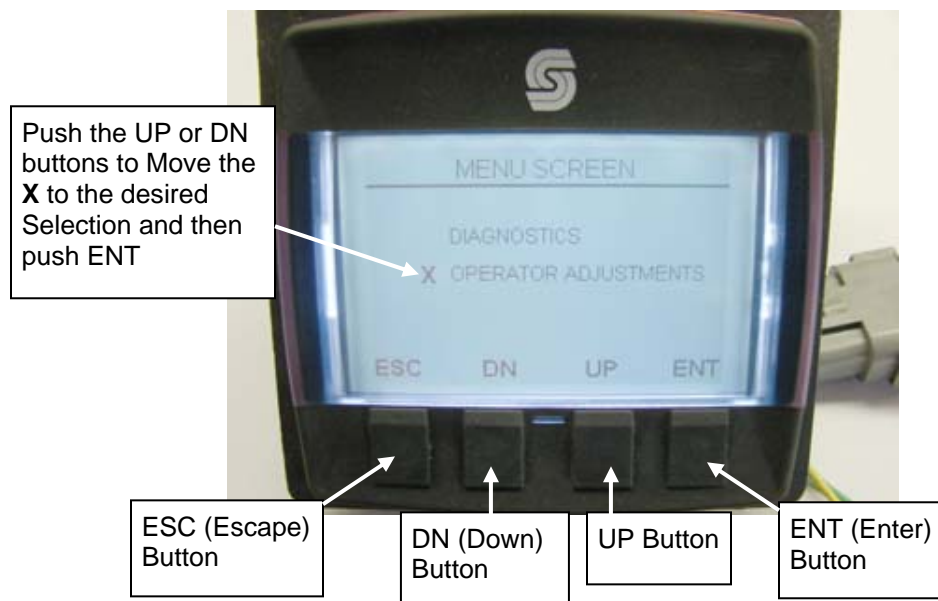 Push the UP or DN
buttons to Move the
X to the desired
Selection and then
push ENT
MENU SCREEN
DIAGNOSTICS
X OPERATOR ADJUSTMENTS
ESC DN UP ENT
ESC (Escape)
Button
DN (Down)
Button
UP Button
ENT (Enter)
Button